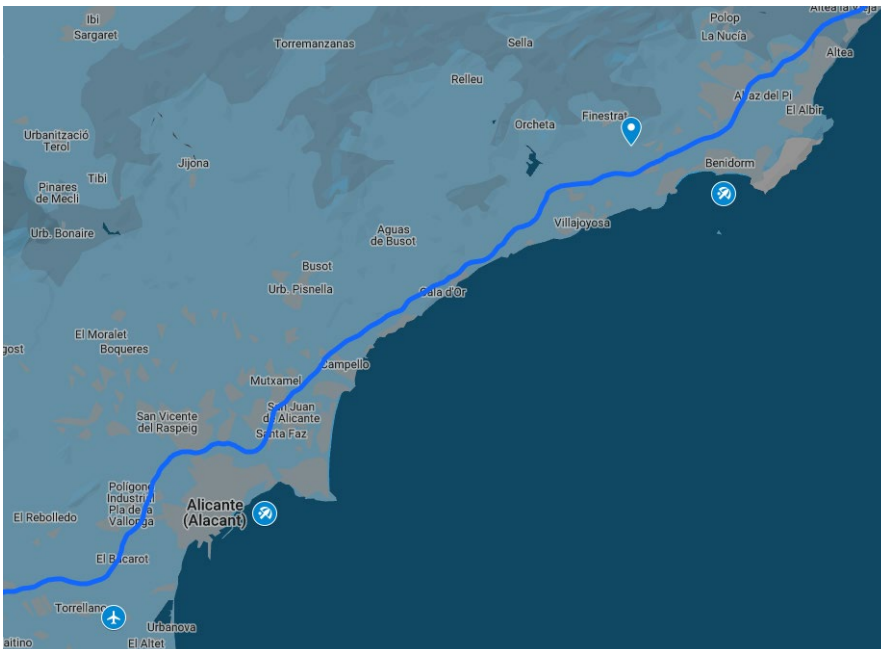 Altea la Vieja
Ibi
Sargaret
Polop
La Nucía
Torremanzanas
Sella
Altea
Relleu
El Albir
Finestrat
Orcheta
Urbanització
Terol
Jijona
Benidorm
Tibi
Pinares
de Mecli
Villajoyosa
Urb. Bonaire
Aguas
de Busot
Busot
Urb. Pisnella
Cala d'Or
El Moralet
gost
Boqueres
Campello
Mutxamel
San Juan
de Alicante
San Vicente
del Raspeig
Santa Faz
Polígono
Industrial
Pla de la
Vallonga
Alicante
(Alacant)
El Rebolledo
El Bacarot
Torrellano
Urbanova
aitino
El Altet